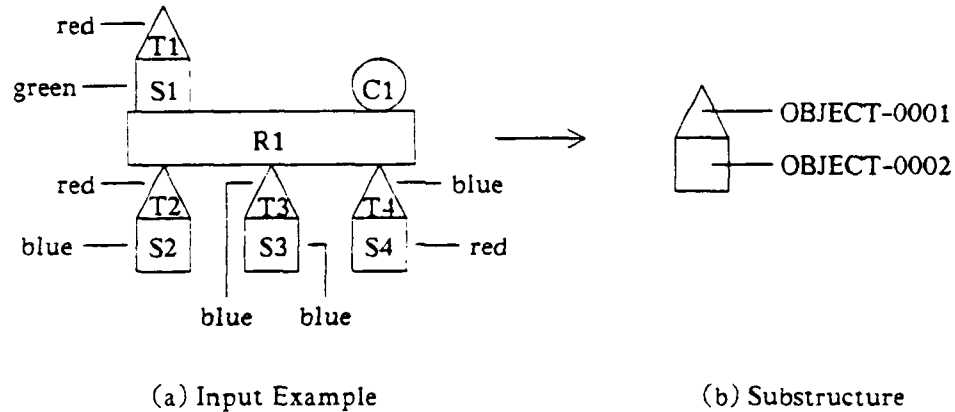 red
T1
green
S1
C1
R1
OBJECT-0001
OBJECT-0002
red
T2
T3
T4
blue
blue
S2
S3
S4
red
blue
blue
(a) Input Example
(b) Substructure